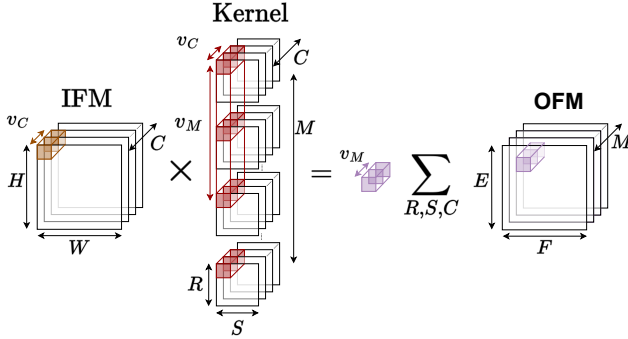 Kernel
v_C
C
IFM
v_C
C
H
W
×
v_M
M
R
S
=
v_M
∑
R,S,C
OFM
M
E
F